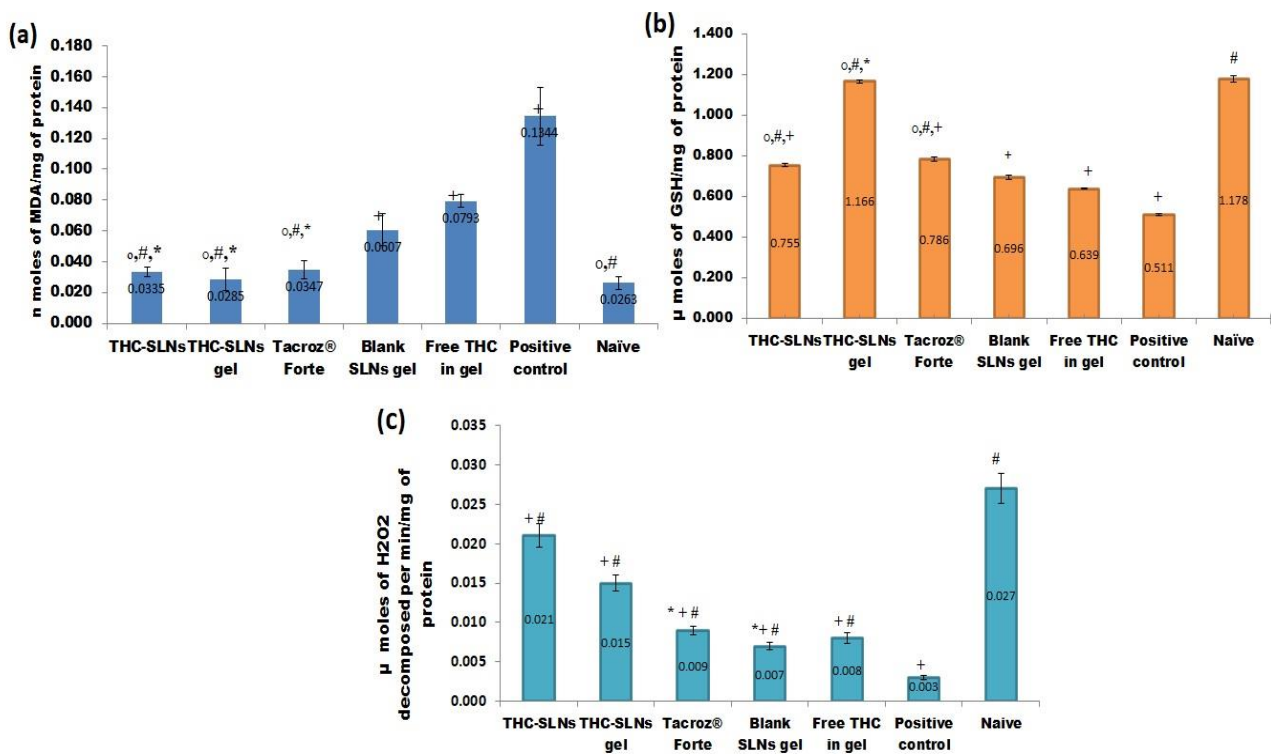 (a)
n moles of MDA/mg of protein
0.180
0.160
0.140
0.120
0.100
0.080
0.060
0.040
0.020
0.000
o,#,*
o,#,*
o,#,*
+
+
+
o,#
0.0335
0.0285
0.0347
0.0607
0.0793
0.1344
0.0263
THC-SLNs
THC-SLNs
gel
Tacroz®
Forte
Blank
SLNs gel
Free THC
in gel
Positive
control
Naïve
(b)
μ moles of GSH/mg of protein
1.400
1.200
1.000
0.800
0.600
0.400
0.200
0.000
o,#,+
o,#,*
o,#,+
+
+
+
#
0.755
1.166
0.786
0.696
0.639
0.511
1.178
THC-SLNs
THC-SLNs
gel
Tacroz®
Forte
Blank
SLNs gel
Free THC
in gel
Positive
control
Naïve
(C)
μ moles of H2O2
decomposed per min/mg of
protein
0.035
0.030
0.025
0.020
0.015
0.010
0.005
0.000
+ #
+ #
* + #
*+ #
+ #
+
#
0.021
0.015
0.009
0.007
0.008
0.003
0.027
THC-SLNs
THC-SLNs
gel
Tacroz®
Forte
Blank
SLNs gel
Free THC
in gel
Positive
control
Naive